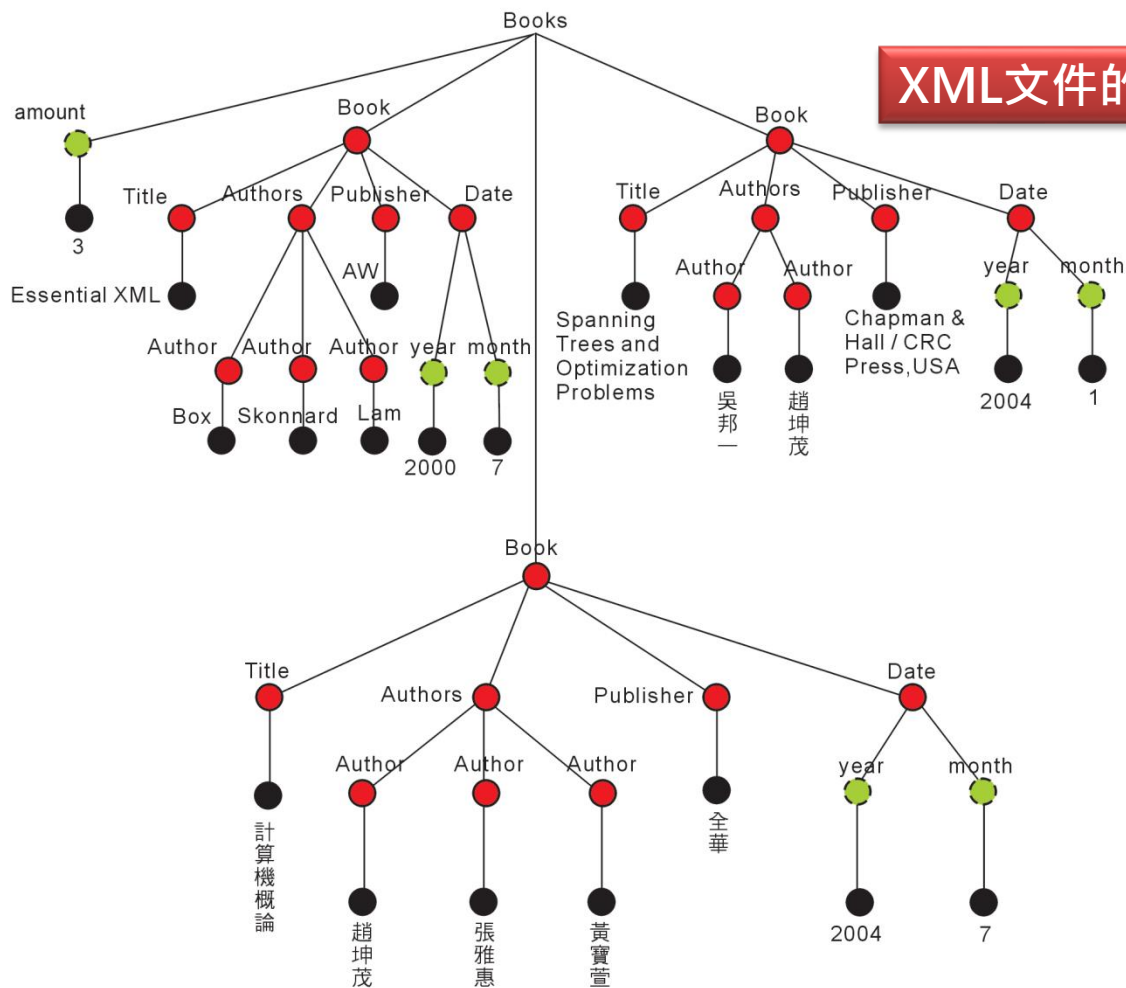 Books
XML文件的
amount
Book
Book
Title
Authors
Publisher
Date
Title
Authors
Publisher
Date
3
Essential XML
AW
Author
Author
year
month
Spanning
Trees and
Optimization
Problems
Chapman &
Hall / CRC
Press,USA
Author
Author
Author
year
month
Box
Skonnard
Lam
2000
7
吳邦一
趙坤茂
2004
1
Book
Title
Authors
Publisher
Date
Author
Author
Author
year
month
計算機概論
全華
趙坤茂
張雅惠
黃寶萱
2004
7